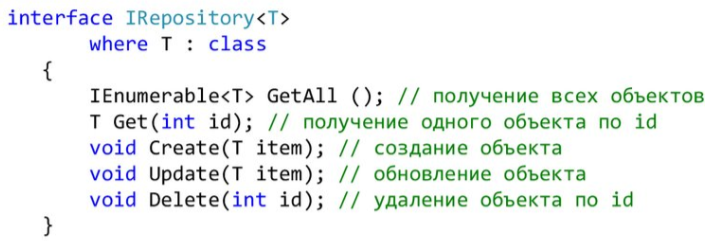 interface IRepository<T>
where T : class
{
IEnumerable<T> GetAll (); // получение всех объектов
T Get(int id); // получение одного объекта по id
void Create(T item); // создание объекта
void Update(T item); // обновление объекта
void Delete(int id); // удаление объекта по id
}